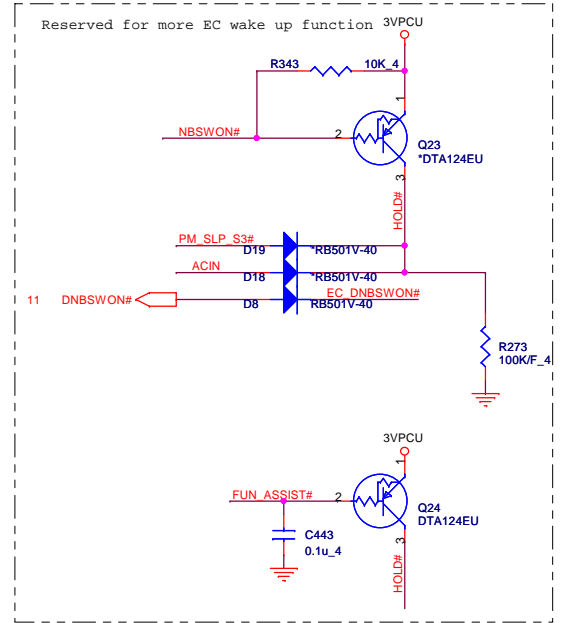 Reserved for more EC wake up function
3VPCU
R343
10K_4
1
NBSWON#
2
Q23
*DTA124EU
3
HOLD#
PM_SLP_S3#
D19
*RB501V-40
ACIN
D18
*RB501V-40
11
DNBSWON#
EC_DNBSWON#
D8
RB501V-40
R273
100K/F_4
3VPCU
1
FUN_ASSIST#
2
Q24
DTA124EU
C443
0.1u_4
3
HOLD#